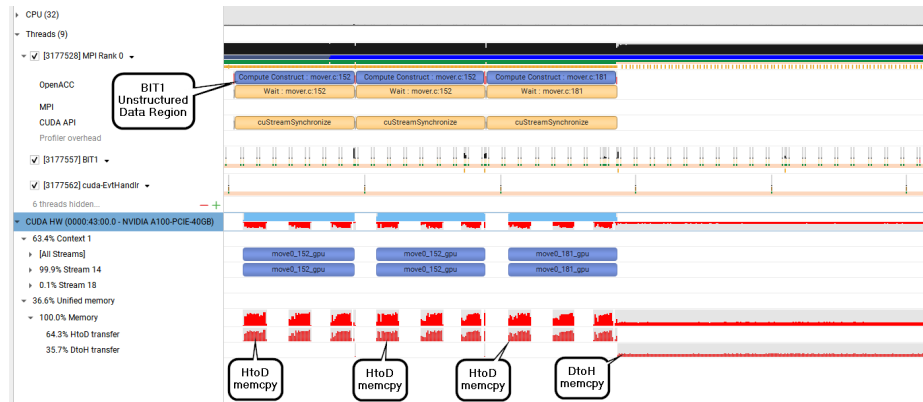 CPU (32)
Threads (9)
[3177528] MPI Rank 0
OpenACC
MPI
CUDA API
Profiler overhead
[3177557] BIT1
[3177562] cuda-EvtHandlr
6 threads hidden...
CUDA HW (0000:43:00.0 - NVIDIA A100-PCIE-40GB)
63.4% Context 1
[All Streams]
99.9% Stream 14
0.1% Stream 18
36.6% Unified memory
100.0% Memory
64.3% HtoD transfer
35.7% DtoH transfer
BIT1
Unstructured
Data Region
Compute Construct : mover.c:152 Compute Construct : mover.c:152 Compute Construct : mover.c:181
Wait : mover.c:152 Wait : mover.c:152 Wait : mover.c:181
cuStreamSynchronize cuStreamSynchronize cuStreamSynchronize
move0_152_gpu move0_152_gpu move0_181_gpu
move0_152_gpu move0_152_gpu move0_181_gpu
HtoD
memcpy
HtoD
memcpy
HtoD
memcpy
DtoH
memcpy